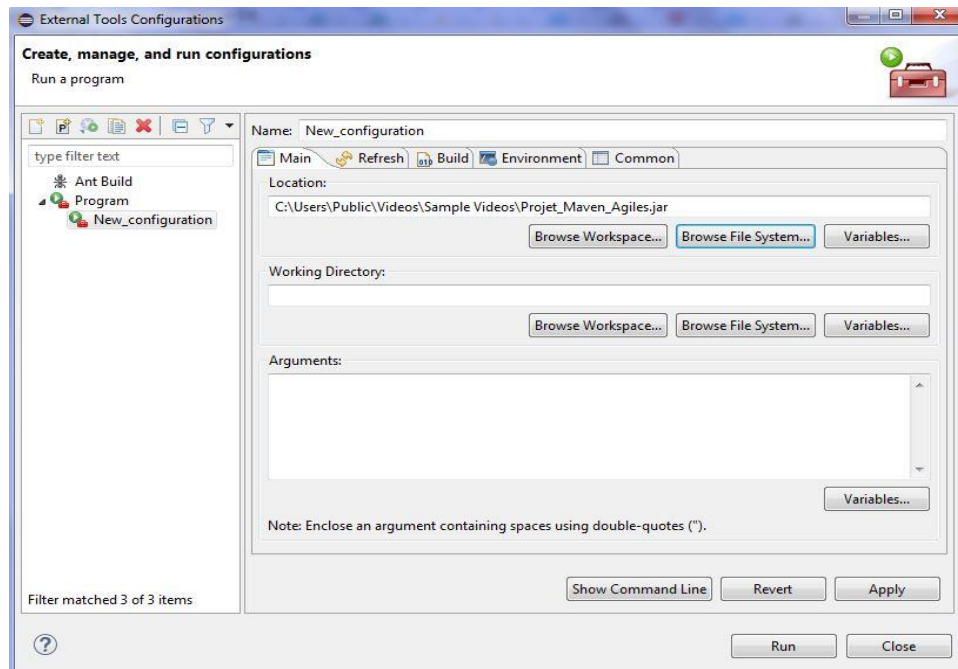 External Tools Configurations
Create, manage, and run configurations
Run a program
type filter text
Ant Build
Program
New_configuration
Filter matched 3 of 3 items
Name: New_configuration
Main Refresh Build Environment Common
Location:
C:\Users\Public\Videos\Sample Videos\Projet_Maven_Agiles.jar
Browse Workspace... Browse File System... Variables...
Working Directory:
Browse Workspace... Browse File System... Variables...
Arguments:
Variables...
Note: Enclose an argument containing spaces using double-quotes (").
Show Command Line Revert Apply
Run Close